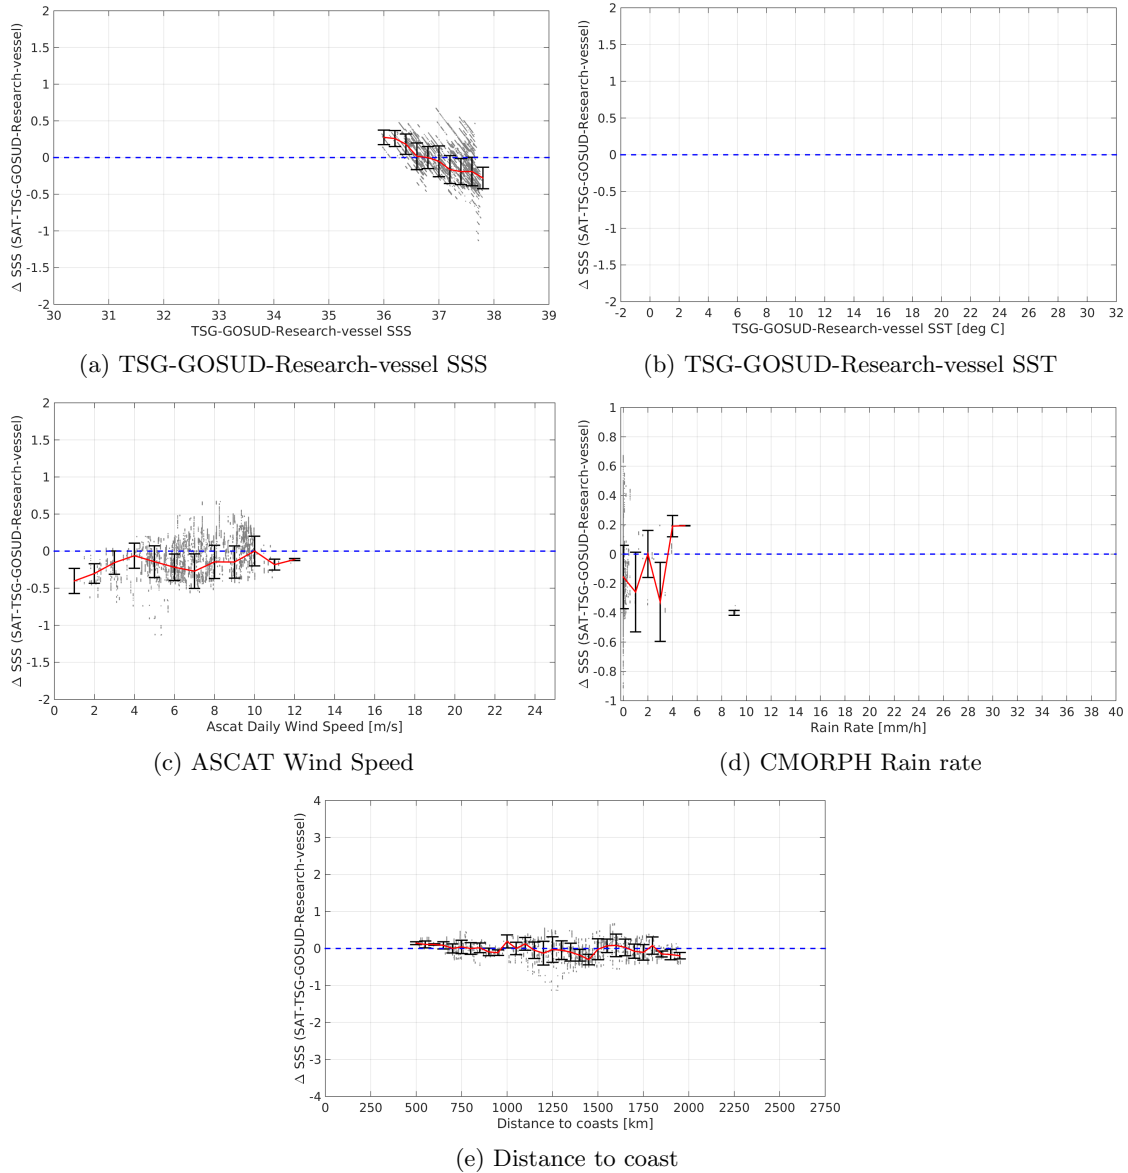 Δ SSS (SAT-TSG-GOSUD-Research-vessel)
2
1.5
1
0.5
0
-0.5
-1
-1.5
-2
30 31 32 33 34 35 36 37 38 39
TSG-GOSUD-Research-vessel SSS
(a) TSG-GOSUD-Research-vessel SSS
Δ SSS (SAT-TSG-GOSUD-Research-vessel)
2
1.5
1
0.5
0
-0.5
-1
-1.5
-2
-2 0 2 4 6 8 10 12 14 16 18 20 22 24 26 28 30 32
TSG-GOSUD-Research-vessel SST [deg C]
(b) TSG-GOSUD-Research-vessel SST
Δ SSS (SAT-TSG-GOSUD-Research-vessel)
2
1.5
1
0.5
0
-0.5
-1
-1.5
-2
0 2 4 6 8 10 12 14 16 18 20 22 24
Ascat Daily Wind Speed [m/s]
(c) ASCAT Wind Speed
Δ SSS (SAT-TSG-GOSUD-Research-vessel)
1
0.8
0.6
0.4
0.2
0
-0.2
-0.4
-0.6
-0.8
-1
0 2 4 6 8 10 12 14 16 18 20 22 24 26 28 30 32 34 36 38 40
Rain Rate [mm/h]
(d) CMORPH Rain rate
Δ SSS (SAT-TSG-GOSUD-Research-vessel)
4
3
2
1
0
-1
-2
-3
-4
0 250 500 750 1000 1250 1500 1750 2000 2250 2500 2750
Distance to coasts [km]
(e) Distance to coast